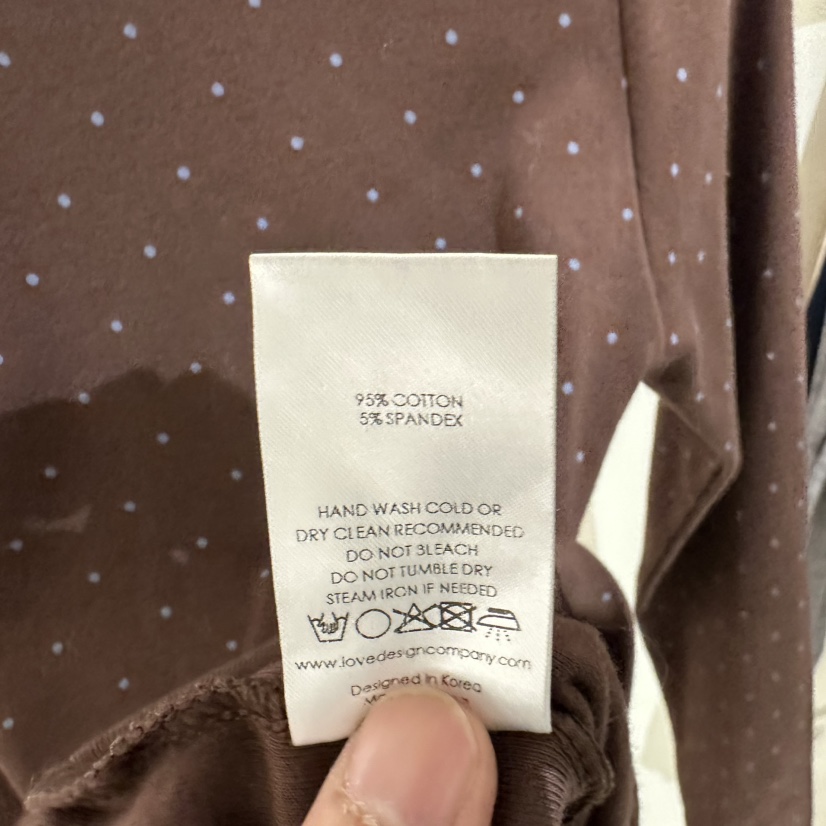 95% COTTON
5% SPANDEX
HAND WASH COLD OR
DRY CLEAN RECOMMENDED
DO NOT BLEACH
DO NOT TUMBLE DRY
STEAM IRON IF NEEDED
www.lovedesigncompany.com
Designed In Korea